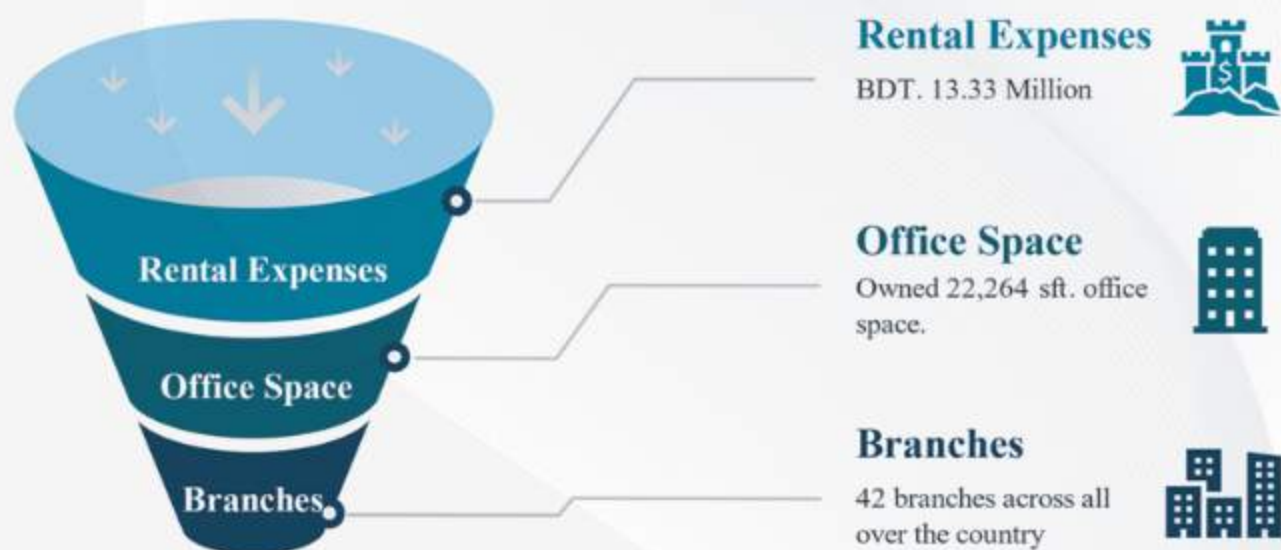 Rental Expenses
BDT. 13.33 Million
Rental Expenses
Office Space
Owned 22,264 sft. office
space.
Office Space
Branches
42 branches across all
over the country
Branches
$